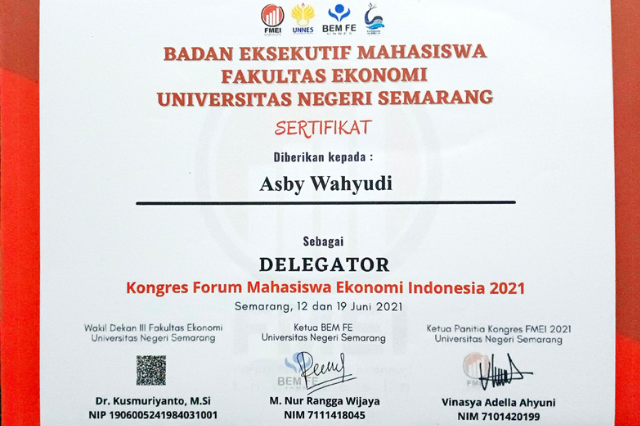 FMEI
UNNES
BEM FE
UNNES
BADAN EKSEKUTIF MAHASISWA
FAKULTAS EKONOMI
UNIVERSITAS NEGERI SEMARANG
SERTIFIKAT
Diberikan kepada :
Asby Wahyudi
Sebagai
DELEGATOR
Kongres Forum Mahasiswa Ekonomi Indonesia 2021
Semarang, 12 dan 19 Juni 2021
Wakil Dekan III Fakultas Ekonomi
Universitas Negeri Semarang
Dr. Kusmuriyanto, M.Si
NIP 1906005241984031001
Ketua BEM FE
Universitas Negeri Semarang
BEM FE
M. Nur Rangga Wijaya
NIM 7111418045
Ketua Panitia Kongres FMEI 2021
Universitas Negeri Semarang
Vinasya Adella Ahyuni
NIM 7101420199